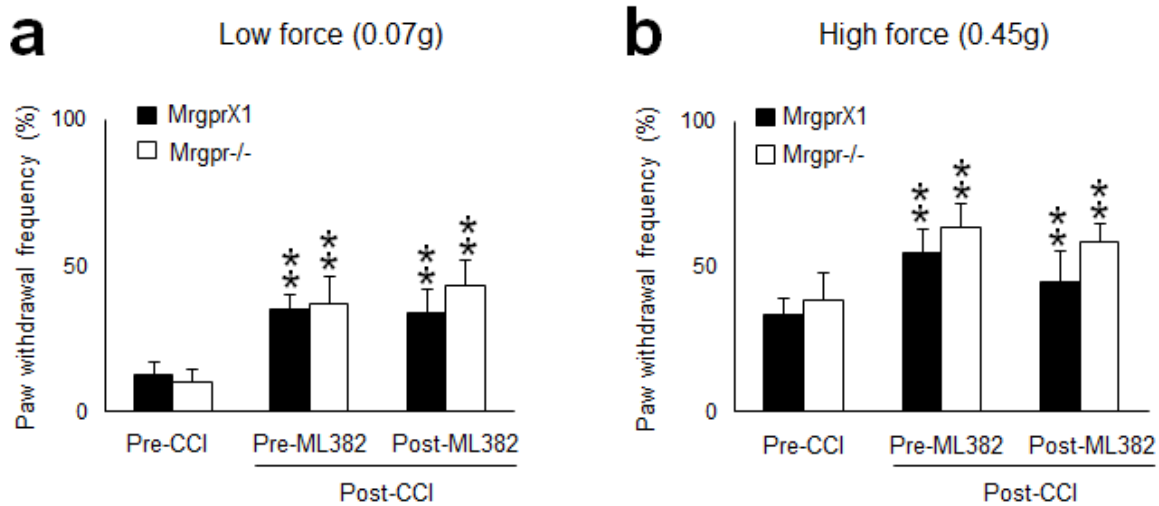 a
Low force (0.07g)
Paw withdrawal frequency (%)
100
50
0
MrgprX1
Mrgpr-/-
**
**
**
**
Pre-CCI
Pre-ML382
Post-ML382
Post-CCI
b
High force (0.45g)
Paw withdrawal frequency (%)
100
50
0
MrgprX1
Mrgpr-/-
**
**
**
**
Pre-CCI
Pre-ML382
Post-ML382
Post-CCI